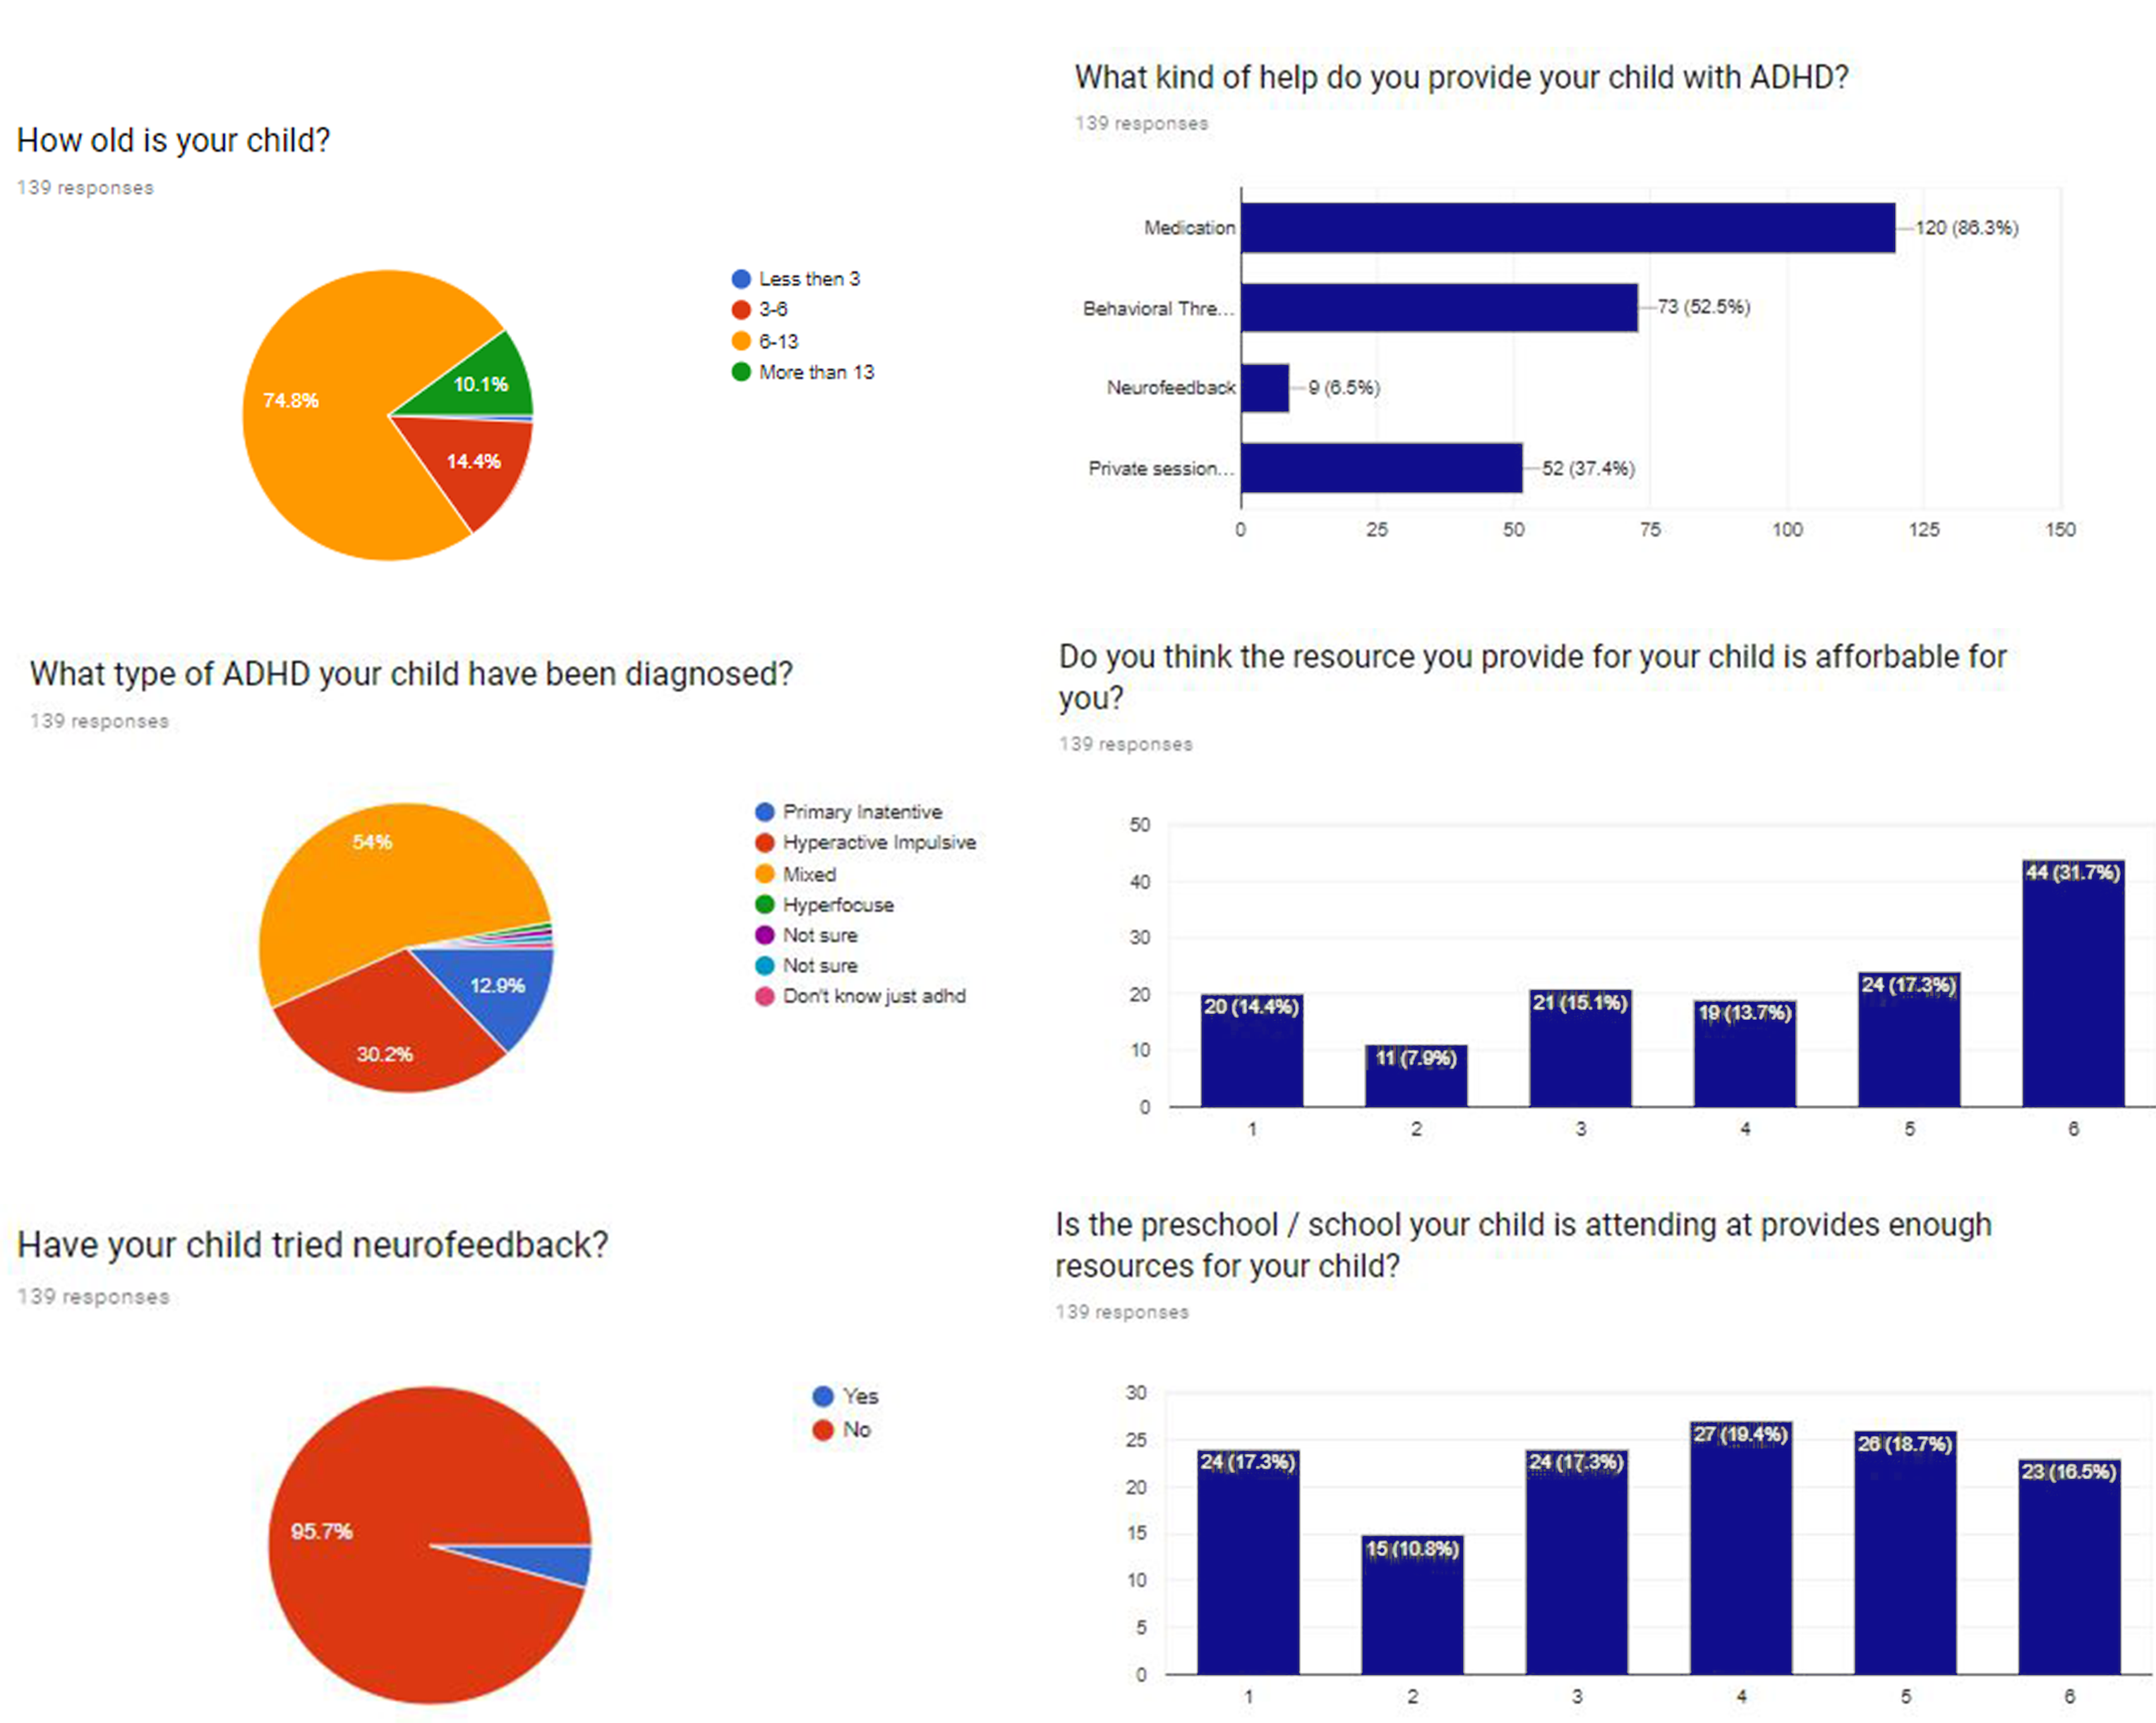 How old is your child?
139 responses
74.8%
10.1%
14.4%
Less then 3
3-6
6-13
More than 13
What kind of help do you provide your child with ADHD?
139 responses
Medication
120 (86.3%)
Behavioral Thre...
73 (52.5%)
Neurofeedback
9 (6.5%)
Private session...
52 (37.4%)
0 25 50 75 100 125 150
What type of ADHD your child have been diagnosed?
139 responses
54%
12.9%
30.2%
Primary Inatentive
Hyperactive Impulsive
Mixed
Hyperfocuse
Not sure
Not sure
Don't know just adhd
Do you think the resource you provide for your child is afforbable for
you?
139 responses
50
40
30
20
10
0
20 (14.4%)
11 (7.9%)
21 (15.1%)
19 (13.7%)
24 (17.3%)
44 (31.7%)
1 2 3 4 5 6
Have your child tried neurofeedback?
139 responses
95.7%
Yes
No
Is the preschool / school your child is attending at provides enough
resources for your child?
139 responses
30
25
20
15
10
5
0
24 (17.3%)
15 (10.8%)
24 (17.3%)
27 (19.4%)
26 (18.7%)
23 (16.5%)
1 2 3 4 5 6